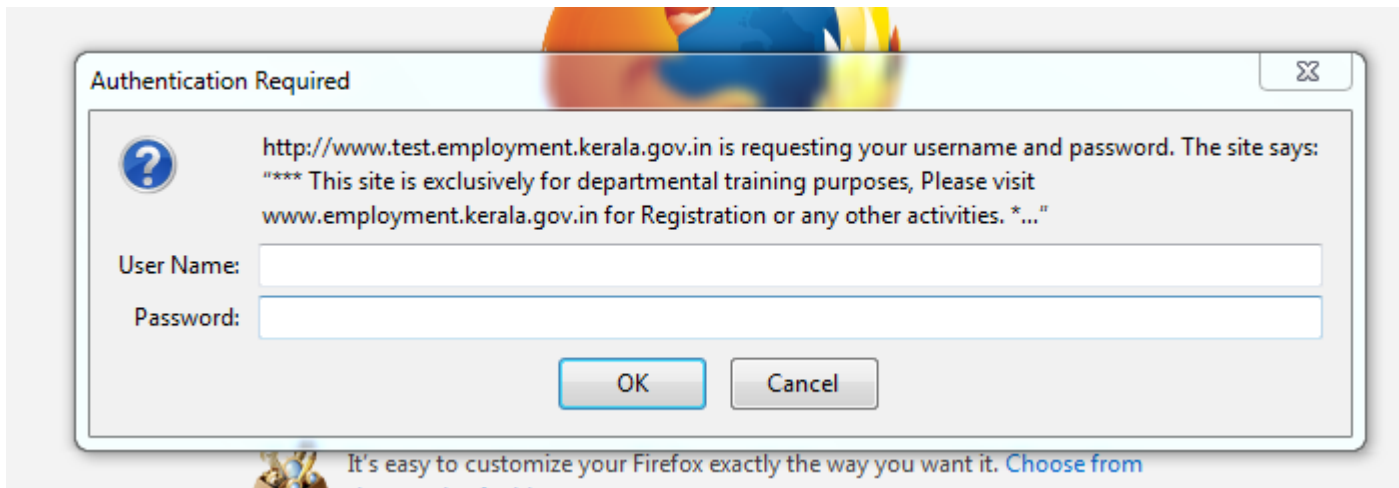 Authentication Required
http://www.test.employment.kerala.gov.in is requesting your username and password. The site says:
“*** This site is exclusively for departmental training purposes, Please visit
www.employment.kerala.gov.in for Registration or any other activities. *...”
User Name:
Password:
OK Cancel
It's easy to customize your Firefox exactly the way you want it. Choose from